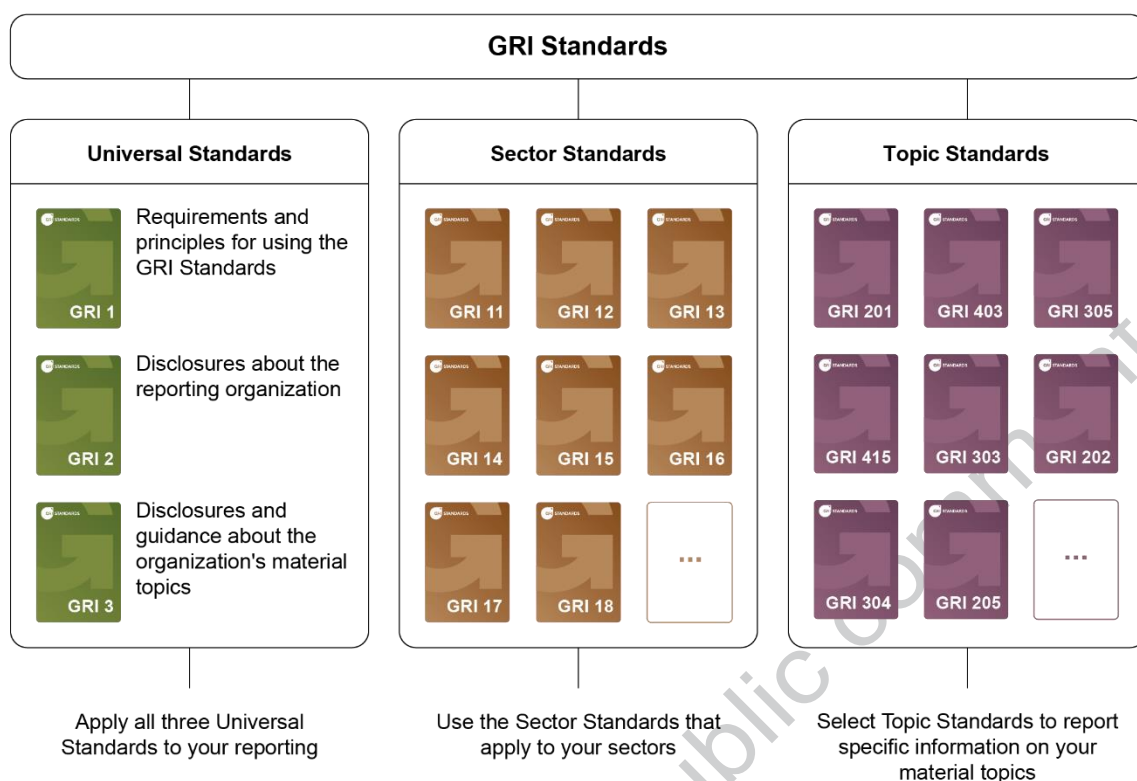 GRI Standards
Universal Standards
Requirements and
principles for using the
GRI Standards
GRI 1
Disclosures about the
reporting organization
GRI 2
Disclosures and
guidance about the
organization's material
topics
GRI 3
Apply all three Universal
Standards to your reporting
Sector Standards
GRI 11
GRI 12
GRI 13
GRI 14
GRI 15
GRI 16
GRI 17
GRI 18
...
Use the Sector Standards that
apply to your sectors
Topic Standards
GRI 201
GRI 403
GRI 305
GRI 415
GRI 303
GRI 202
GRI 304
GRI 205
...
Select Topic Standards to report
specific information on your
material topics
public comment